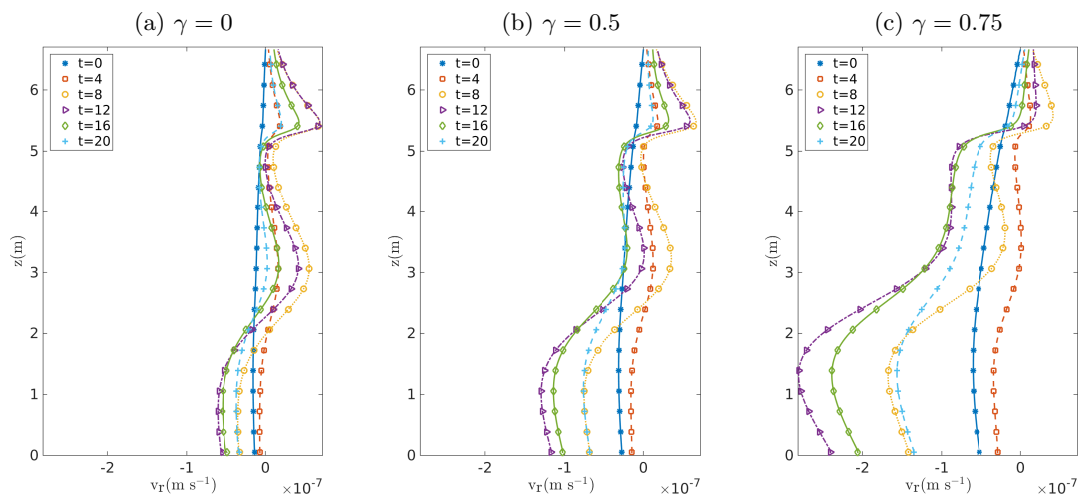 (a) γ = 0
t=0
t=4
t=8
t=12
t=16
t=20
6
5
4
3
2
1
0
z(m)
-2 -1 0
v_r(m s⁻¹) ×10⁻⁷
(b) γ = 0.5
t=0
t=4
t=8
t=12
t=16
t=20
6
5
4
3
2
1
0
z(m)
-2 -1 0
v_r(m s⁻¹) ×10⁻⁷
(c) γ = 0.75
t=0
t=4
t=8
t=12
t=16
t=20
6
5
4
3
2
1
0
z(m)
-2 -1 0
v_r(m s⁻¹) ×10⁻⁷